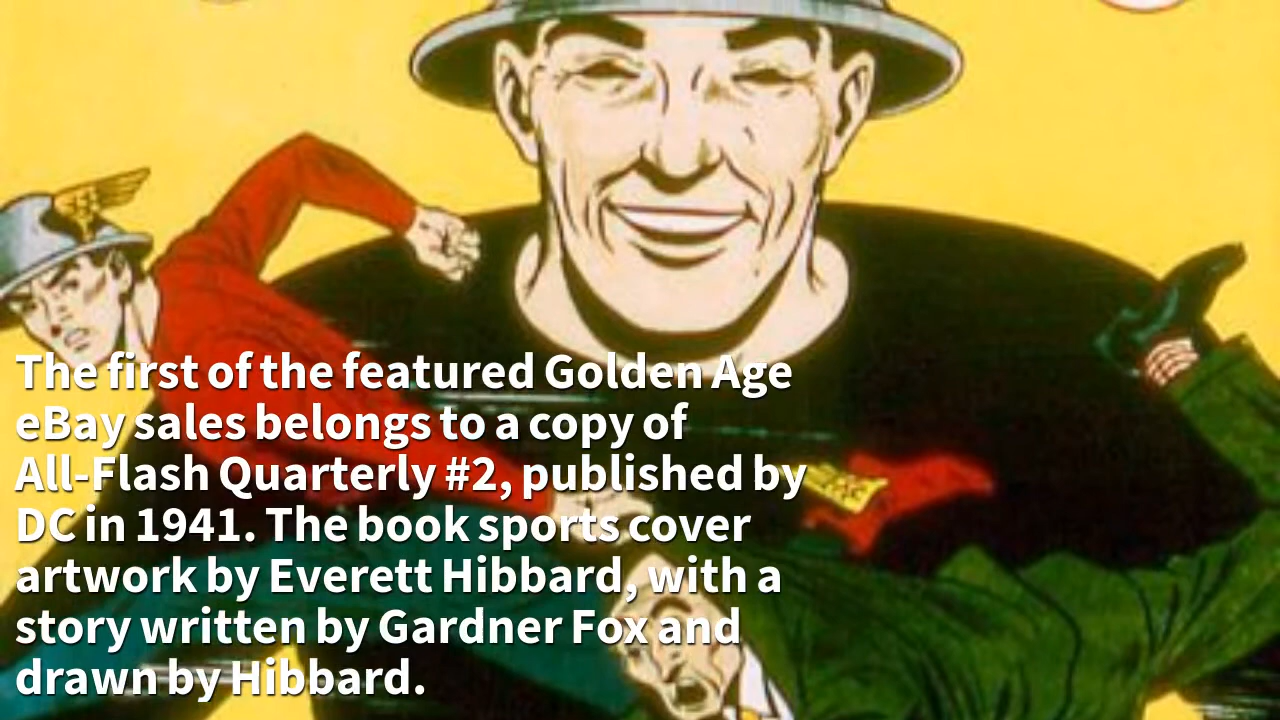 The first of the featured Golden Age
eBay sales belongs to a copy of
All-Flash Quarterly #2, published by
DC in 1941. The book sports cover
artwork by Everett Hibbard, with a
story written by Gardner Fox and
drawn by Hibbard.